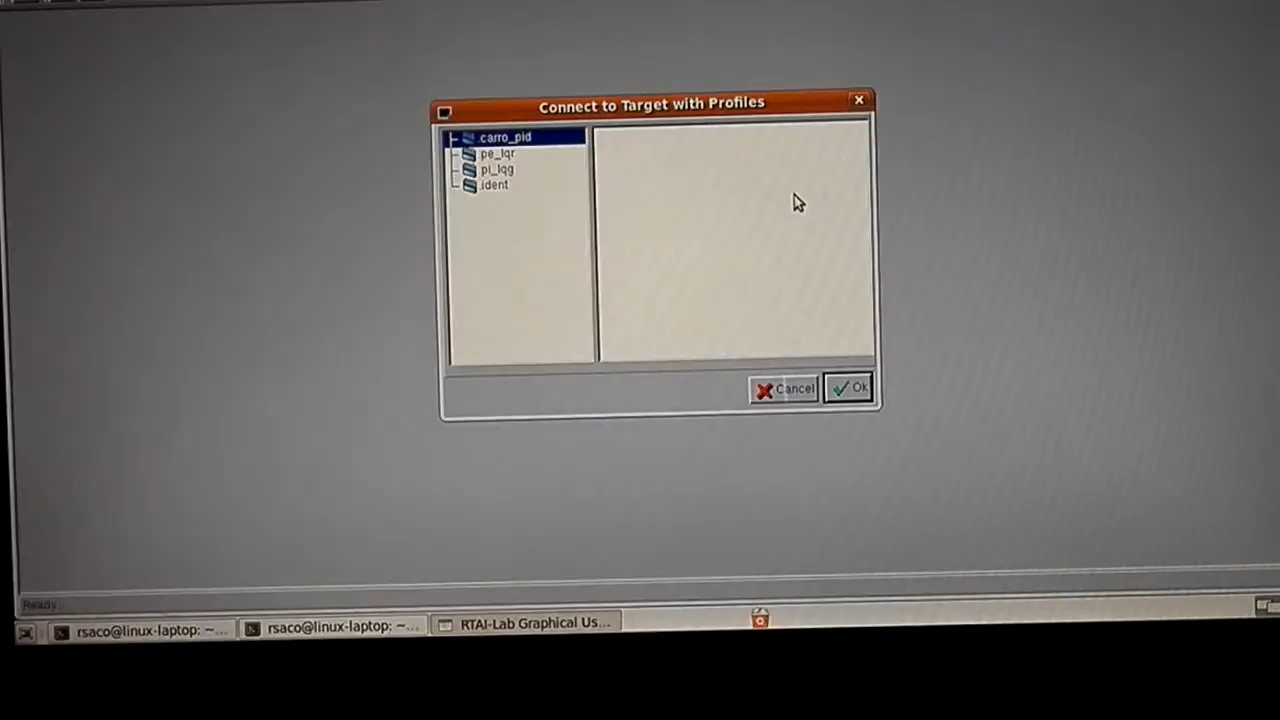 Connect to Target with Profiles
carro_pid
pe_lqr
pi_lqg
ident
Cancel
Ok
Ready...
rsaco@linux-laptop: ~...
rsaco@linux-laptop: ~...
RTAI-Lab Graphical Us...